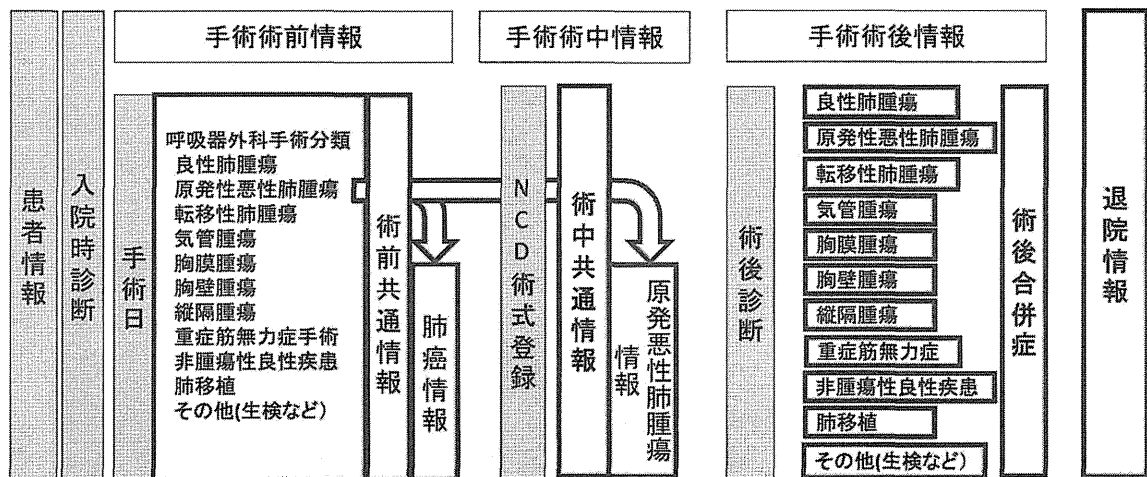 患者情報
入院時診断
手術術前情報
手術日
呼吸器外科手術分類
良性肺腫瘍
原発性悪性肺腫瘍
転移性肺腫瘍
気管腫瘍
胸膜腫瘍
胸壁腫瘍
縦隔腫瘍
重症筋無力症手術
非腫瘍性良性疾患
肺移植
その他(生検など)
術前共通情報
肺癌情報
手術術中情報
NCD術式登録
術中共通情報
原発悪性肺腫瘍
情報
手術術後情報
術後診断
良性肺腫瘍
原発性悪性肺腫瘍
転移性肺腫瘍
気管腫瘍
胸膜腫瘍
胸壁腫瘍
縦隔腫瘍
重症筋無力症
非腫瘍性良性疾患
肺移植
その他(生検など)
術後合併症
退院情報